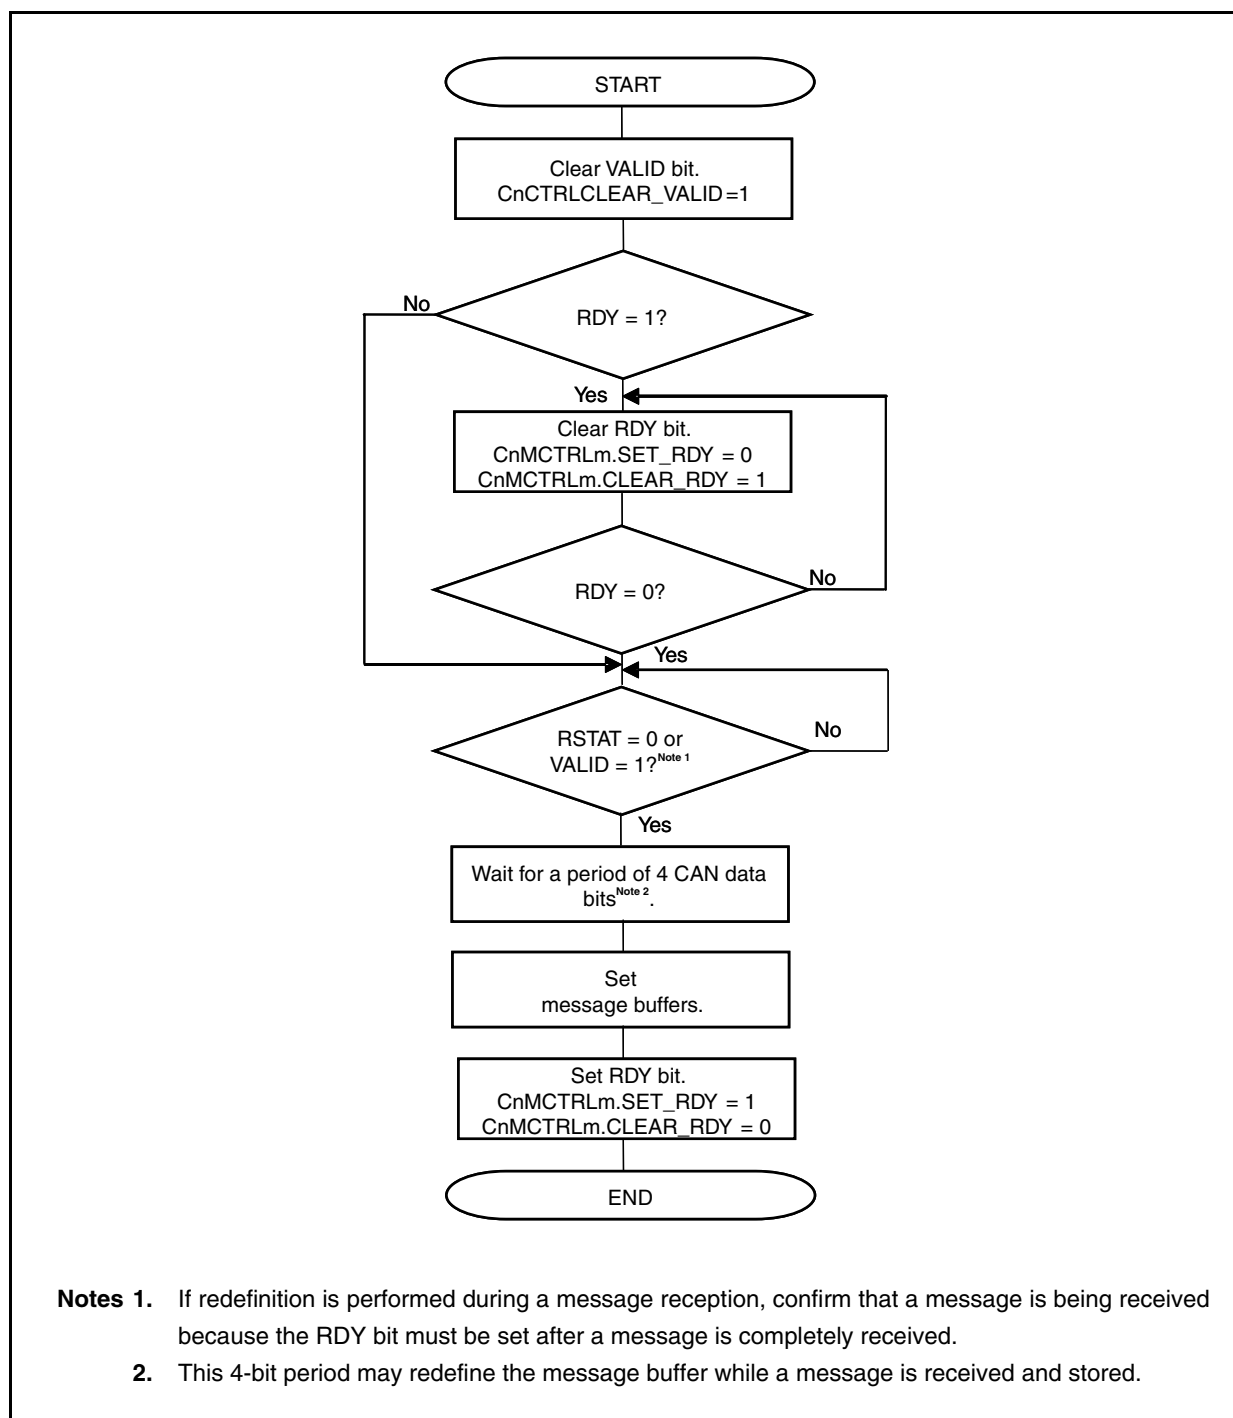 START
Clear VALID bit.
CnCTRLCLEAR_VALID=1
No
RDY = 1?
Yes
Clear RDY bit.
CnMCTRLm.SET_RDY = 0
CnMCTRLm.CLEAR_RDY = 1
No
RDY = 0?
Yes
No
RSTAT = 0 or
VALID = 1?Note 1
Yes
Wait for a period of 4 CAN data
bitsNote 2.
Set
message buffers.
Set RDY bit.
CnMCTRLm.SET_RDY = 1
CnMCTRLm.CLEAR_RDY = 0
END
Notes 1. If redefinition is performed during a message reception, confirm that a message is being received
because the RDY bit must be set after a message is completely received.
2. This 4-bit period may redefine the message buffer while a message is received and stored.